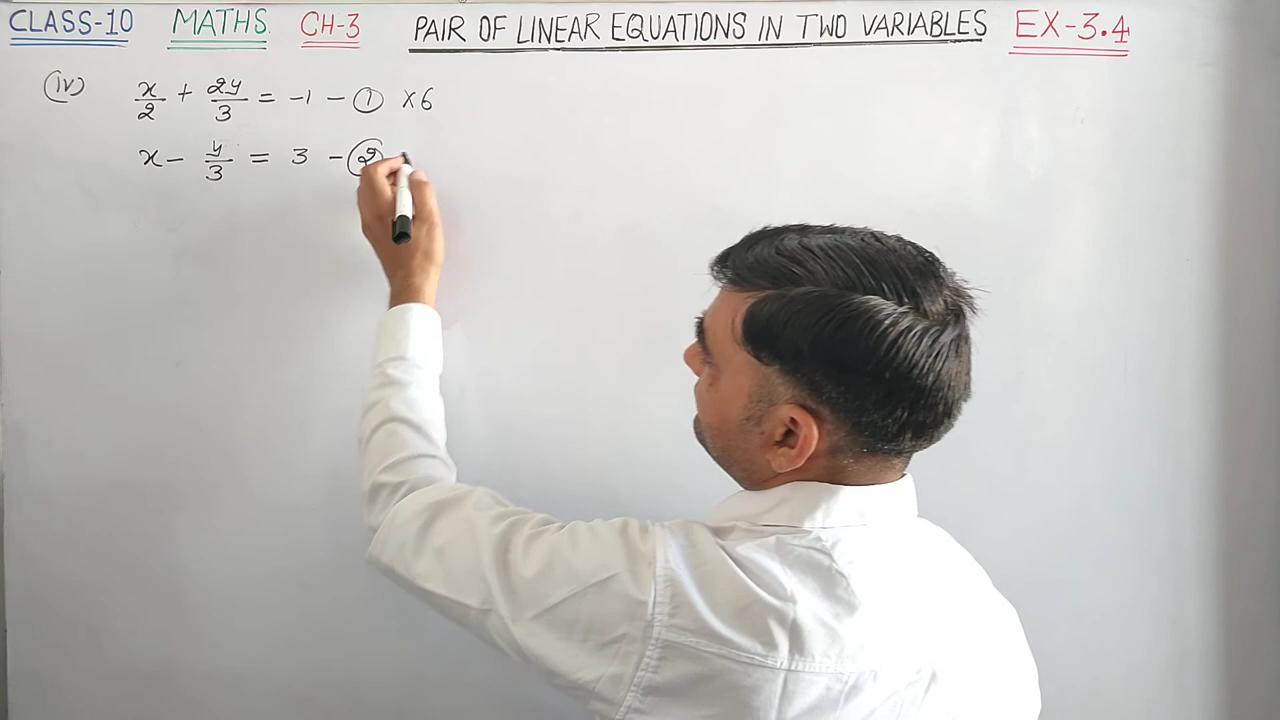 CLASS-10 MATHS. CH-3 PAIR OF LINEAR EQUATIONS IN TWO VARIABLES EX-3.4
(iv) x/2 + 2y/3 = -1 - ① ×6
x - y/3 = 3 - ②